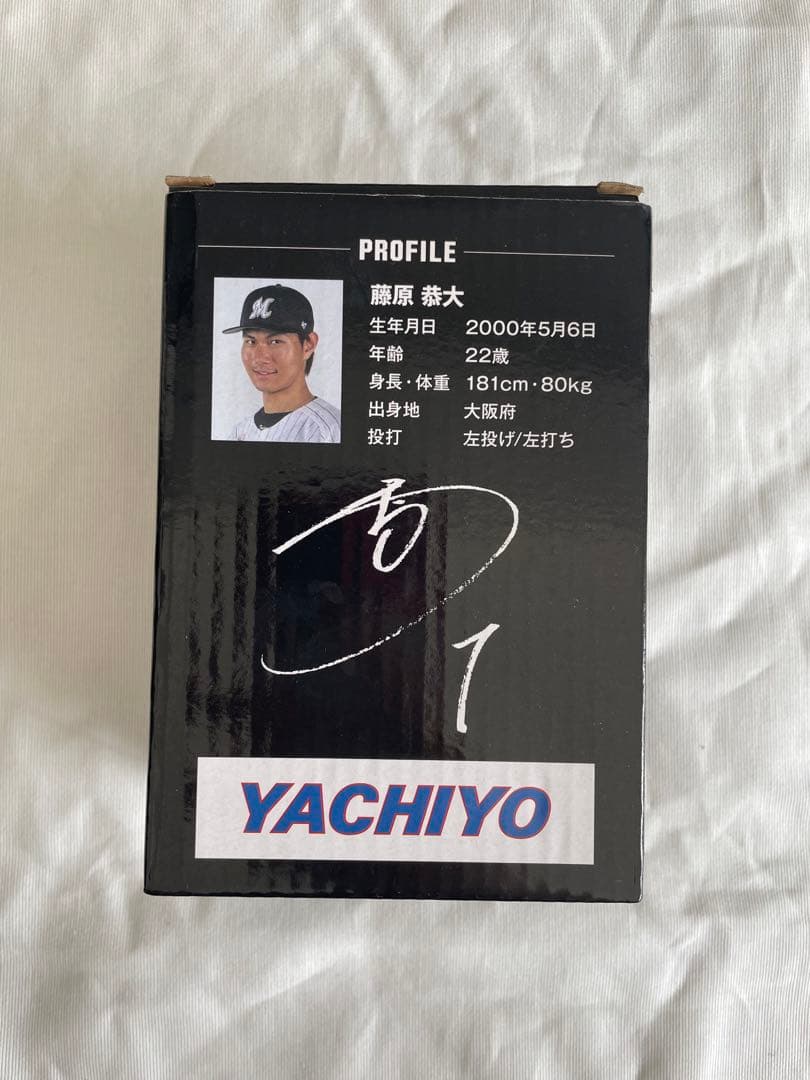 PROFILE
藤原 恭大
生年月日 2000年5月6日
年齢 22歳
身長・体重 181cm・80kg
出身地 大阪府
投打 左投げ/左打ち
M
YACHIYO